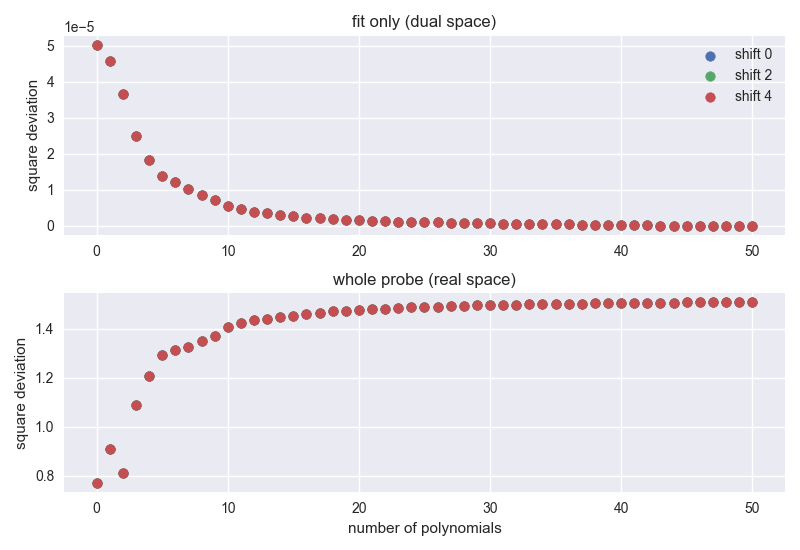 fit only (dual space)
1e−5
5
4
3
2
1
0
square deviation
shift 0
shift 2
shift 4
0 10 20 30 40 50
whole probe (real space)
1.4
1.2
1.0
0.8
square deviation
0 10 20 30 40 50
number of polynomials